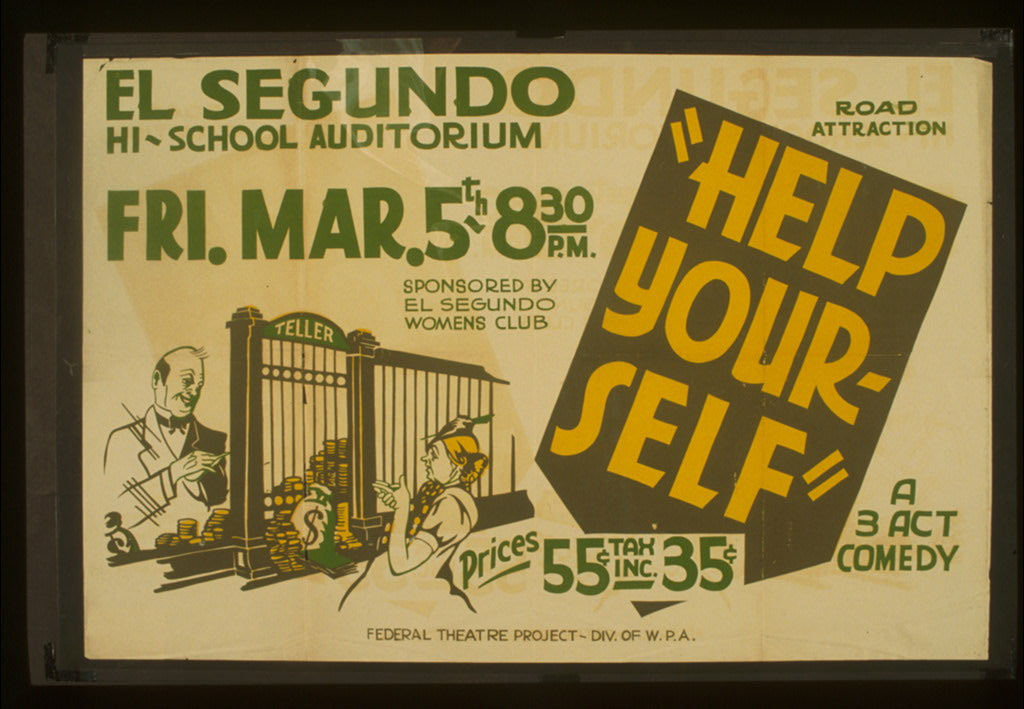 EL SEGUNDO
HI~SCHOOL AUDITORIUM
FRI. MAR. 5th~8 30 P.M.
SPONSORED BY
EL SEGUNDO
WOMENS CLUB
ROAD
ATTRACTION
"HELP
YOUR-
SELF"
TELLER
$
A
3 ACT
COMEDY
Prices 55¢ TAX INC. 35¢
FEDERAL THEATRE PROJECT~DIV. OF W.P.A.